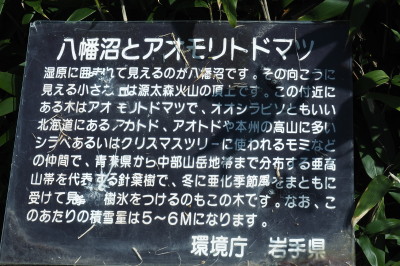 八幡沼とアオモリトドマツ
湿原に囲まれて見えるのが八幡沼です。その向こうに
見える小さな は源太森火山の頂上です。この付近に
ある木はアオモリトドマツで、オオシラビソともいい
北海道にあるアカトド、アオトドや本州の高山に多い
シラベあるいはクリスマスツリーに使われるモミなど
の仲間で、青森県から中部山岳地帯まで分布する亜高
山帯を代表する針葉樹で、冬に亜化季節風をまともに
受けて見 樹氷をつけるのもこの木です。なお、こ
のあたりの積雪量は5～6Mになります。
環境庁 岩手県